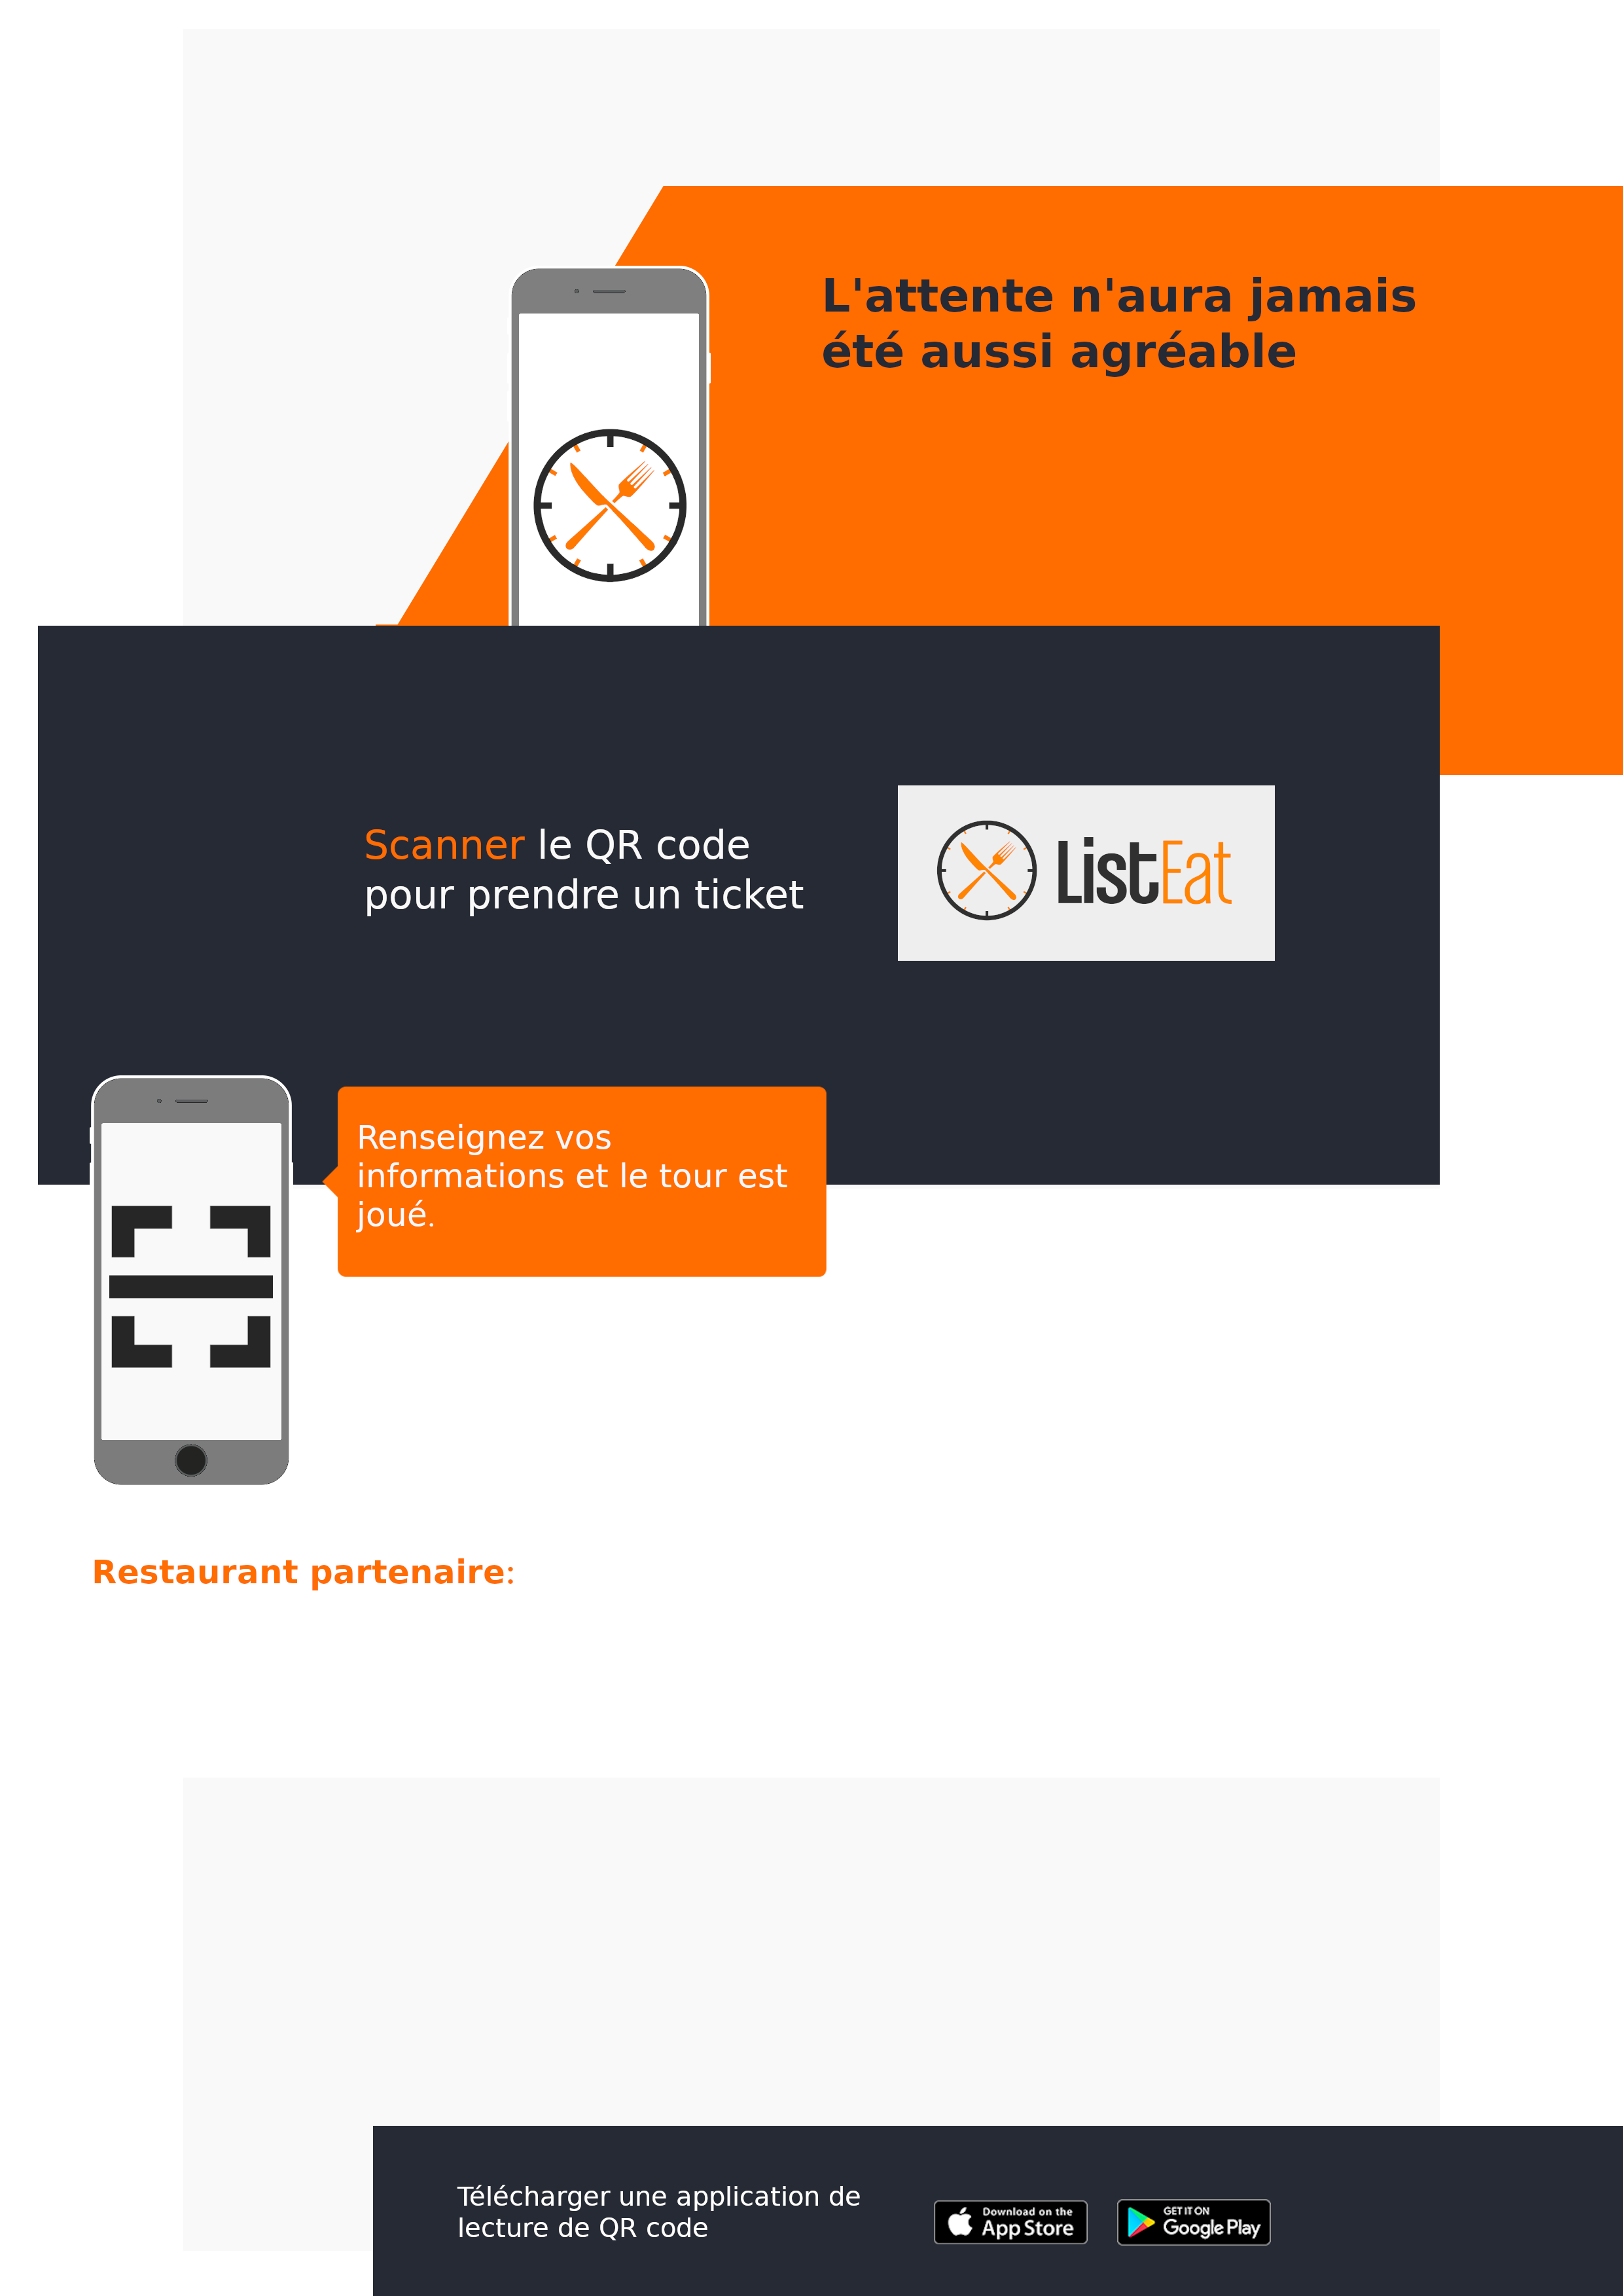 L'attente n'aura jamais
été aussi agréable
Scanner le QR code
pour prendre un ticket
ListEat
Renseignez vos
informations et le tour est
joué.
Restaurant partenaire:
Télécharger une application de
lecture de QR code
Download on the
App Store
GET IT ON
Google Play